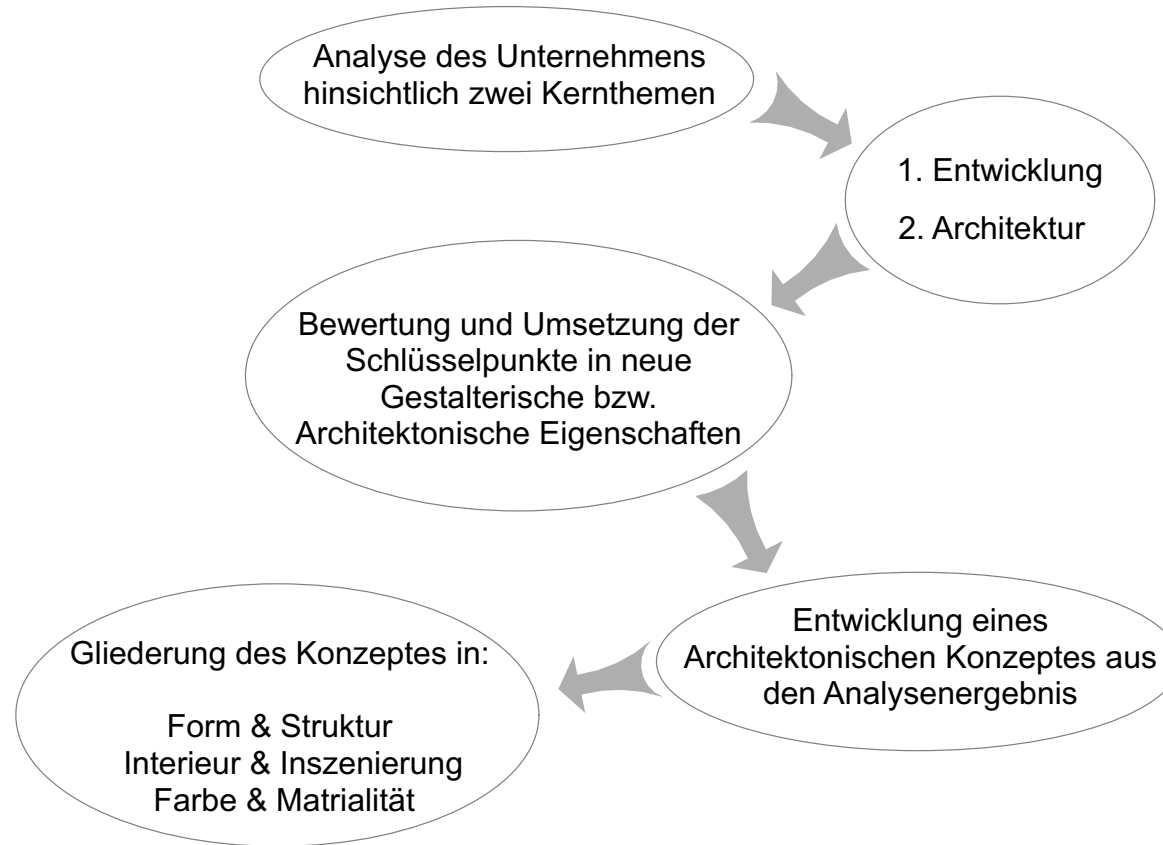 Analyse des Unternehmens
hinsichtlich zwei Kernthemen
1. Entwicklung
2. Architektur
Bewertung und Umsetzung der
Schlüsselpunkte in neue
Gestalterische bzw.
Architektonische Eigenschaften
Entwicklung eines
Architektonischen Konzeptes aus
den Analysenergebnis
Gliederung des Konzeptes in:
Form & Struktur
Interieur & Inszenierung
Farbe & Matrialität